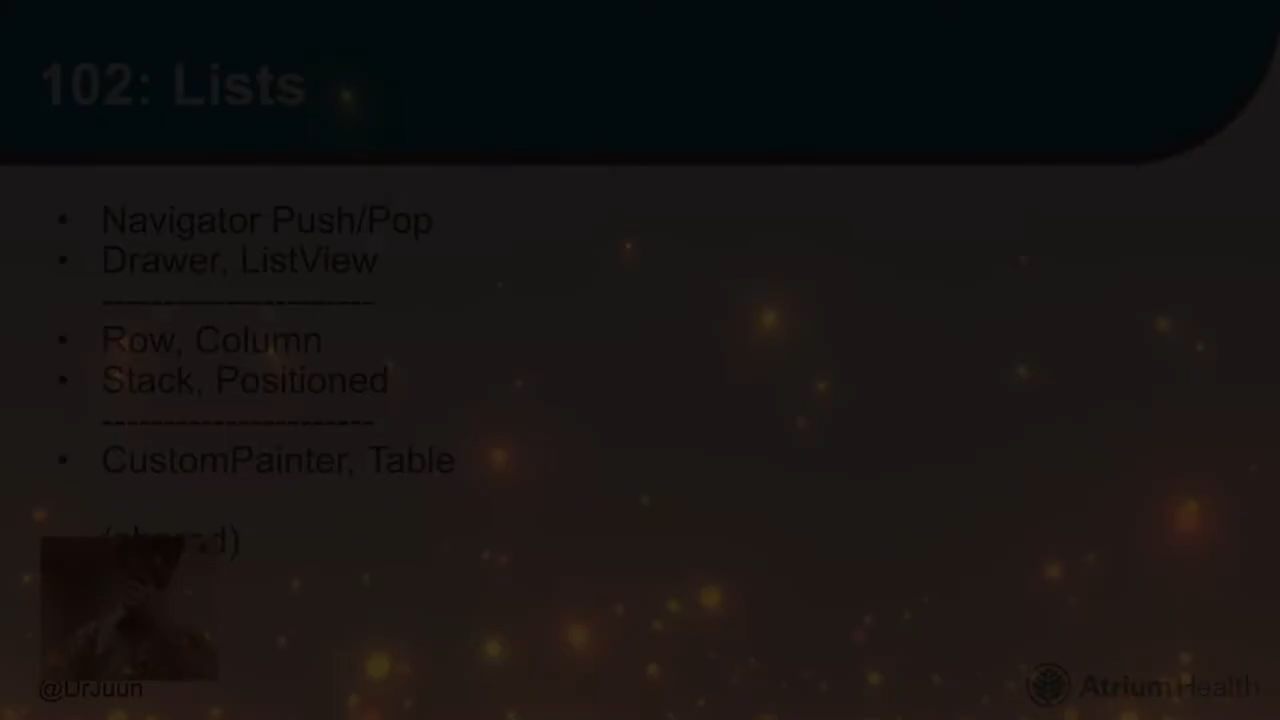 102: Lists
• Navigator Push/Pop
• Drawer, ListView
----------------------
• Row, Column
• Stack, Positioned
----------------------
• CustomPainter, Table
@DrJuun
Atrium Health